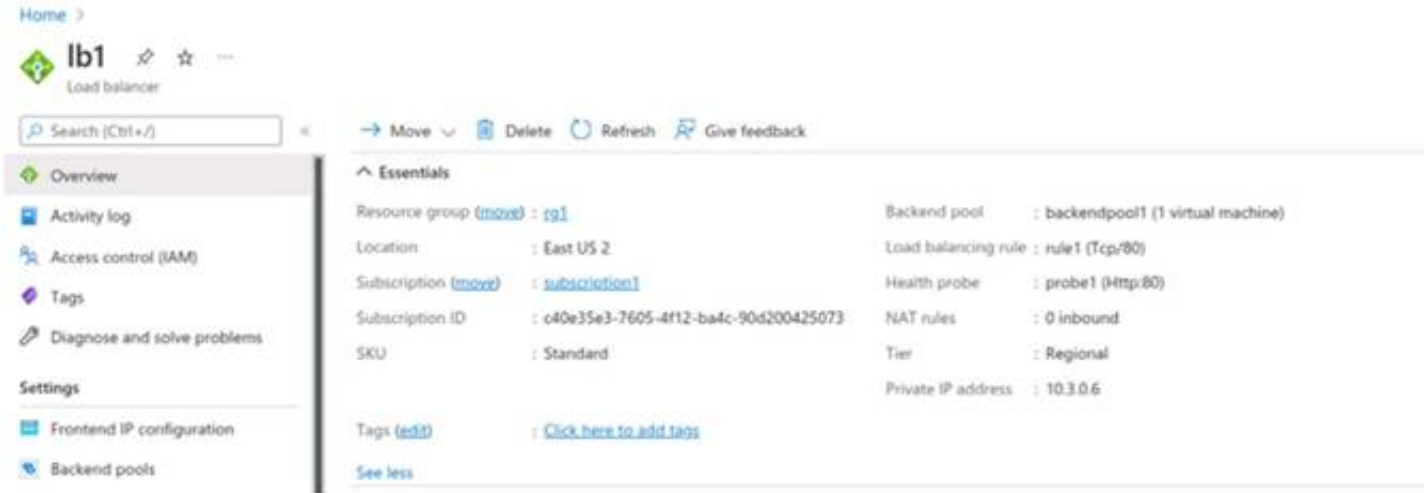 Home >
lb1
Load balancer
Search (Ctrl+/)
«
Move
Delete
Refresh
Give feedback
Overview
Activity log
Access control (IAM)
Tags
Diagnose and solve problems
Settings
Frontend IP configuration
Backend pools
Essentials
Resource group (move) : rg1
Location : East US 2
Subscription (move) : subscription1
Subscription ID : c40e35e3-7605-4f12-ba4c-90d200425073
SKU : Standard
Backend pool : backendpool1 (1 virtual machine)
Load balancing rule : rule1 (Tcp/80)
Health probe : probe1 (Http:80)
NAT rules : 0 inbound
Tier : Regional
Private IP address : 10.3.0.6
Tags (edit) : Click here to add tags
See less